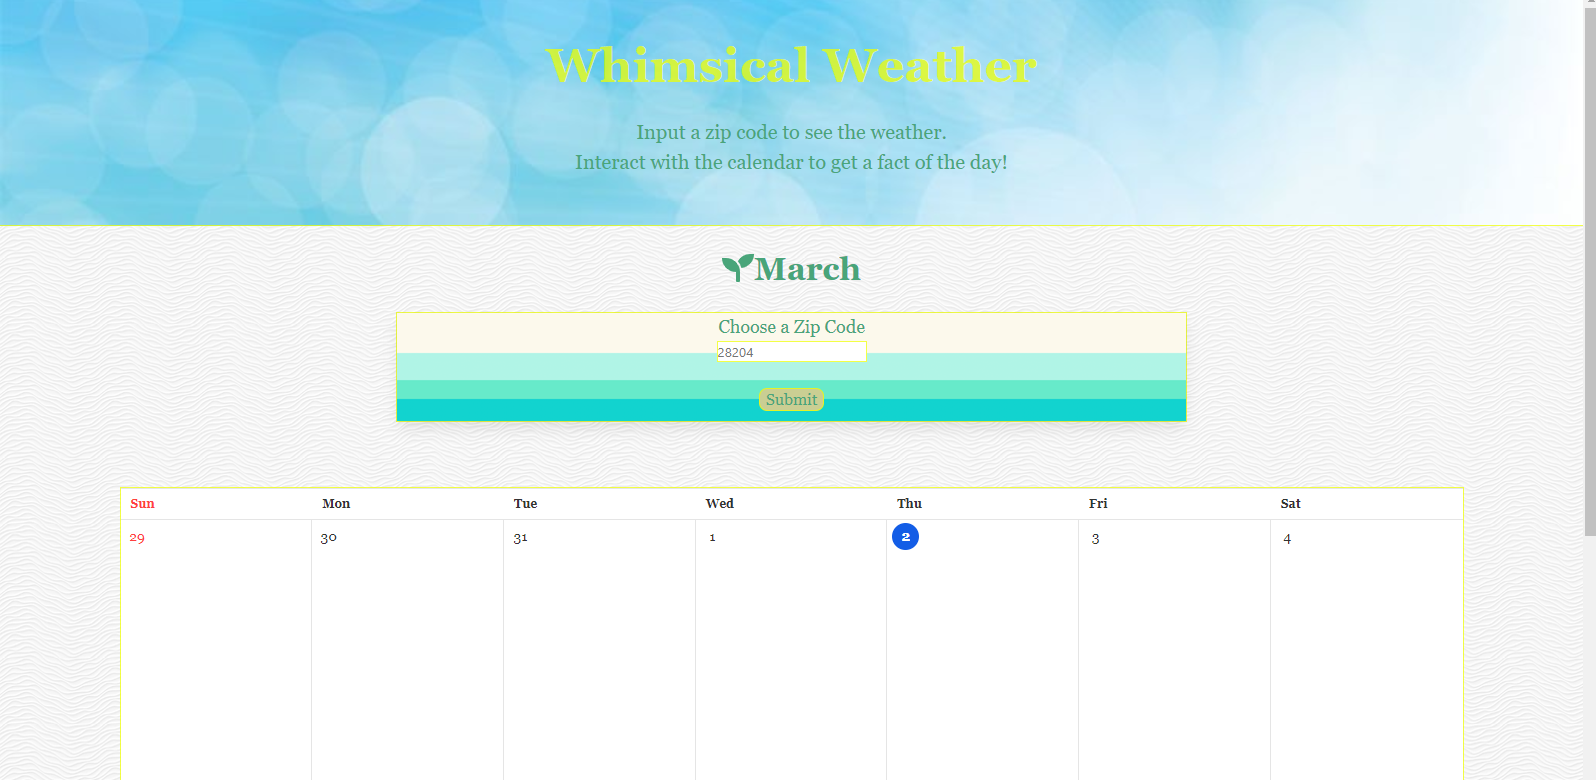 Whimsical Weather
Input a zip code to see the weather.
Interact with the calendar to get a fact of the day!
March
Choose a Zip Code
28204
Submit
Sun Mon Tue Wed Thu Fri Sat
29 30 31 1 2 3 4